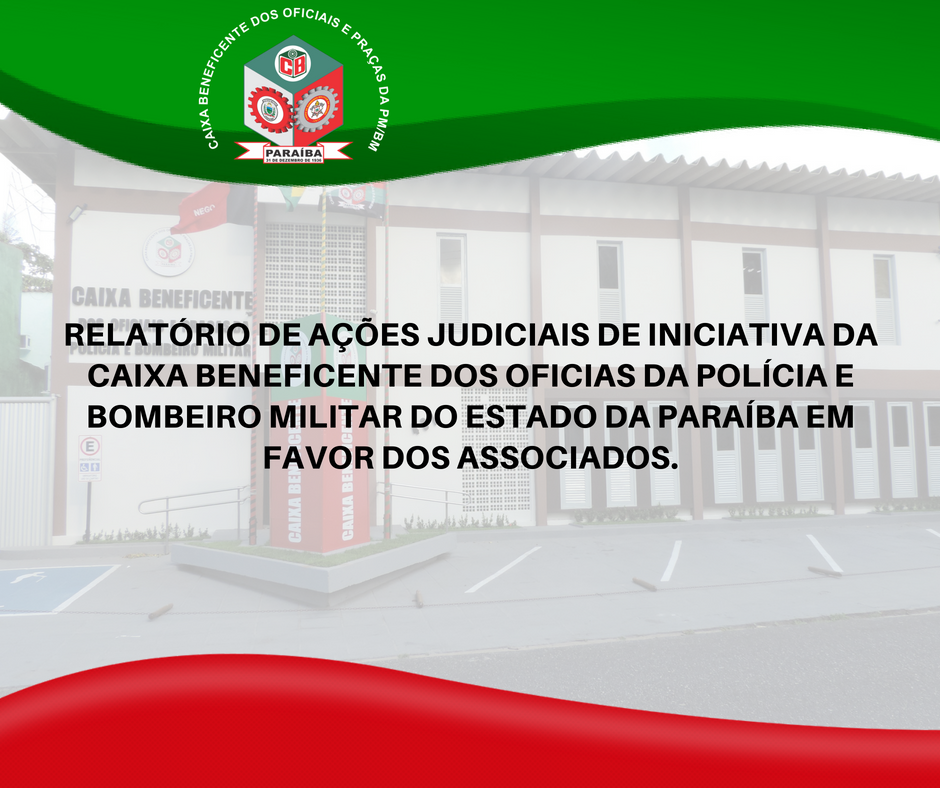 CAIXA BENEFICENTE DOS OFICIAIS E PRAÇAS DA PM/BM
CB
PARAÍBA
31 DE DEZEMBRO DE 1936
NEGO
CAIXA BENEFICENTE
POLÍCIA E BOMBEIRO MILITAR
RELATÓRIO DE AÇÕES JUDICIAIS DE INICIATIVA DA
CAIXA BENEFICENTE DOS OFICIAS DA POLÍCIA E
BOMBEIRO MILITAR DO ESTADO DA PARAÍBA EM
FAVOR DOS ASSOCIADOS.
E
CAIXA BENEFICENTE
CAIXA BENEFICENTE